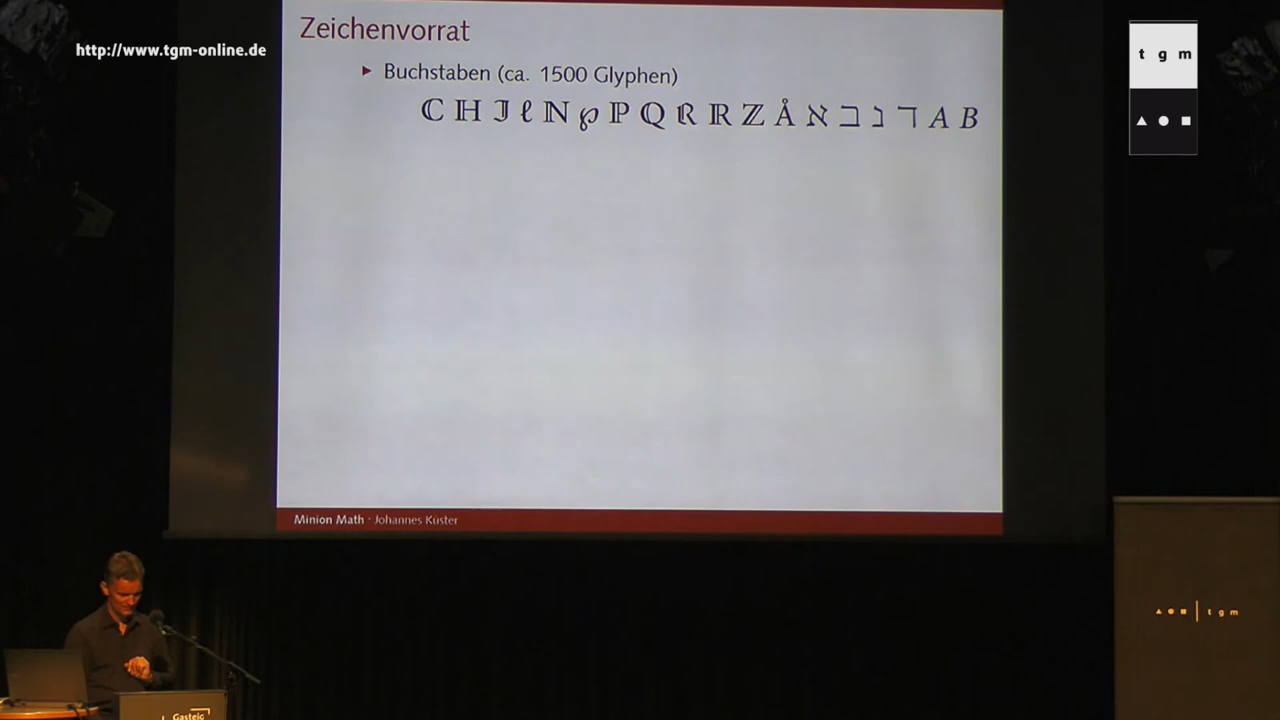 http://www.tgm-online.de
t g m
Zeichenvorrat
▶ Buchstaben (ca. 1500 Glyphen)
ℂ ℍ ℑ ℓ ℕ ℘ ℙ ℚ ℝ ℤ Å ℵ ℶ ℷ ℸ A B
Minion Math · Johannes Küster
t g m
Gasteig